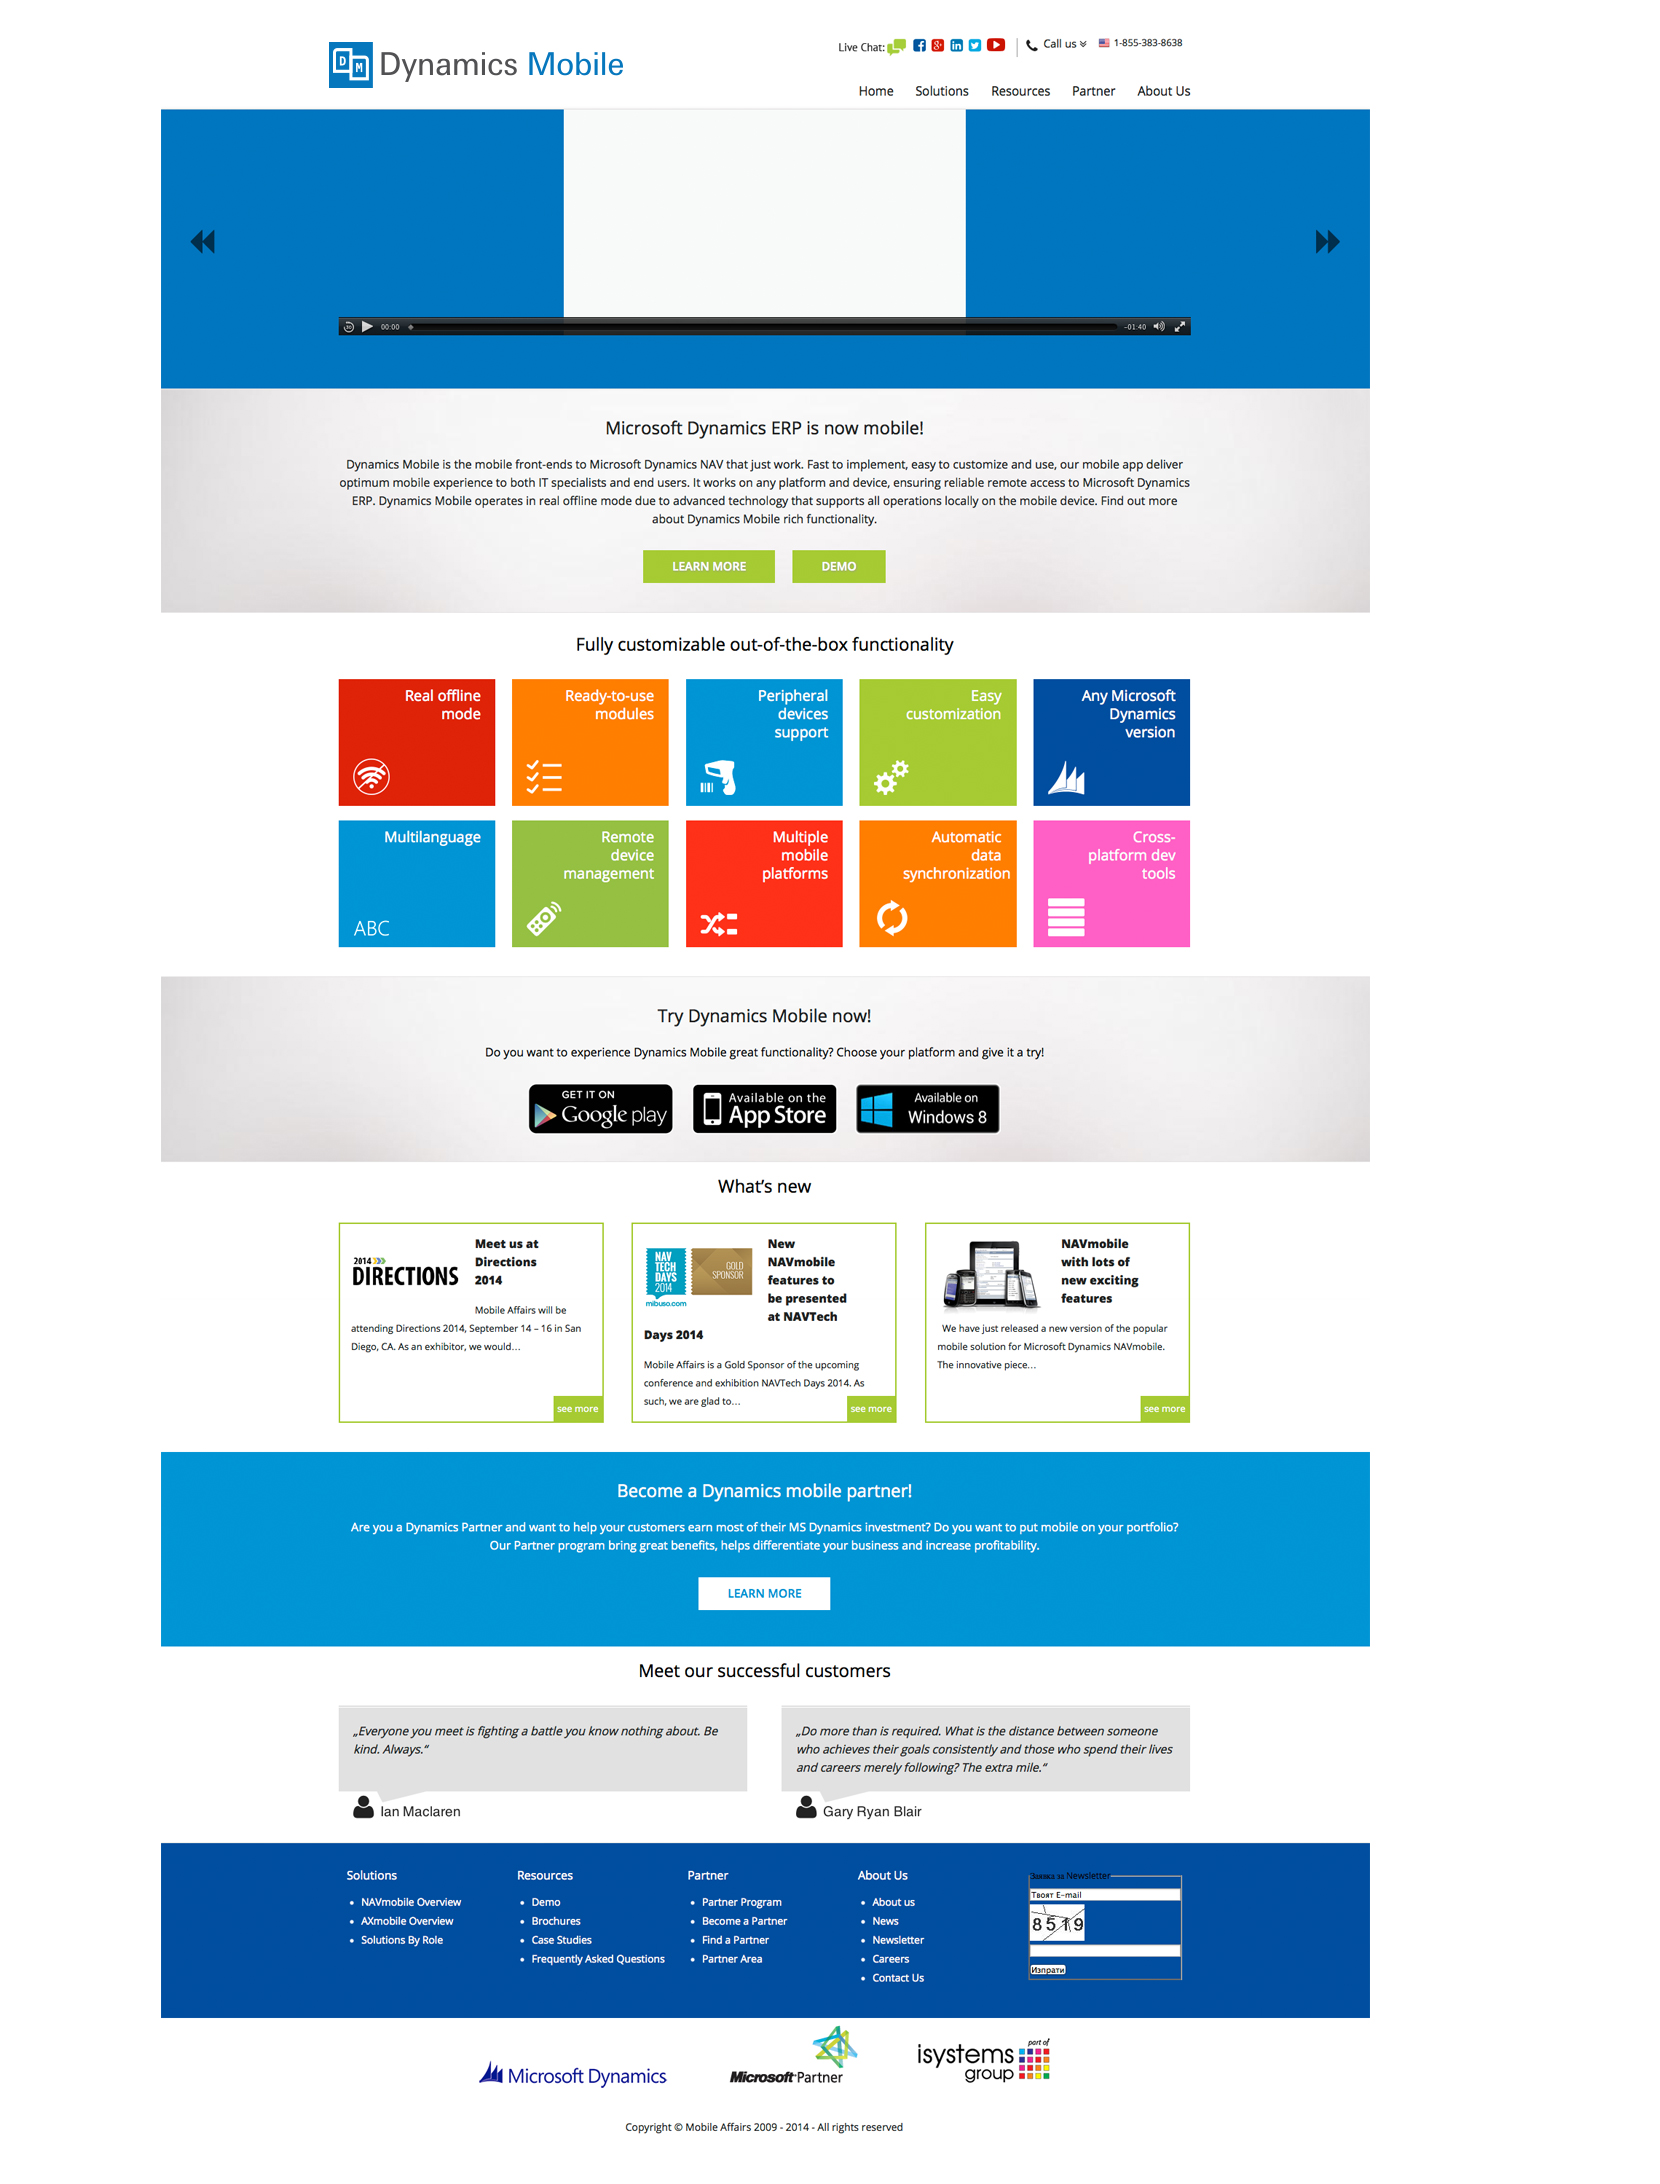 Live Chat:
Call us
1-855-383-8638
D M Dynamics Mobile
Home Solutions Resources Partner About Us
00:00 -01:40
Microsoft Dynamics ERP is now mobile!
Dynamics Mobile is the mobile front-ends to Microsoft Dynamics NAV that just work. Fast to implement, easy to customize and use, our mobile app deliver
optimum mobile experience to both IT specialists and end users. It works on any platform and device, ensuring reliable remote access to Microsoft Dynamics
ERP. Dynamics Mobile operates in real offline mode due to advanced technology that supports all operations locally on the mobile device. Find out more
about Dynamics Mobile rich functionality.
LEARN MORE DEMO
Fully customizable out-of-the-box functionality
Real offline
mode
Ready-to-use
modules
Peripheral
devices
support
Easy
customization
Any Microsoft
Dynamics
version
Multilanguage
ABC
Remote
device
management
Multiple
mobile
platforms
Automatic
data
synchronization
Cross-
platform dev
tools
Try Dynamics Mobile now!
Do you want to experience Dynamics Mobile great functionality? Choose your platform and give it a try!
GET IT ON
Google play
Available on the
App Store
Available on
Windows 8
What's new
2014
DIRECTIONS
Meet us at
Directions
2014
Mobile Affairs will be
attending Directions 2014, September 14 – 16 in San
Diego, CA. As an exhibitor, we would…
see more
NAV
TECH
DAYS
2014
mibuso.com
GOLD
SPONSOR
New
NAVmobile
features to
be presented
at NAVTech
Days 2014
Mobile Affairs is a Gold Sponsor of the upcoming
conference and exhibition NAVTech Days 2014. As
such, we are glad to…
see more
NAVmobile
with lots of
new exciting
features
We have just released a new version of the popular
mobile solution for Microsoft Dynamics NAVmobile.
The innovative piece…
see more
Become a Dynamics mobile partner!
Are you a Dynamics Partner and want to help your customers earn most of their MS Dynamics investment? Do you want to put mobile on your portfolio?
Our Partner program bring great benefits, helps differentiate your business and increase profitability.
LEARN MORE
Meet our successful customers
„Everyone you meet is fighting a battle you know nothing about. Be
kind. Always.“
Ian Maclaren
„Do more than is required. What is the distance between someone
who achieves their goals consistently and those who spend their lives
and careers merely following? The extra mile.“
Gary Ryan Blair
Solutions
NAVmobile Overview
AXmobile Overview
Solutions By Role
Resources
Demo
Brochures
Case Studies
Frequently Asked Questions
Partner
Partner Program
Become a Partner
Find a Partner
Partner Area
About Us
About us
News
Newsletter
Careers
Contact Us
Заявка за Newsletter
Твоят E-mail
8519
Изпрати
Microsoft Dynamics
Microsoft Partner
part of
isystems
group
Copyright © Mobile Affairs 2009 - 2014 - All rights reserved